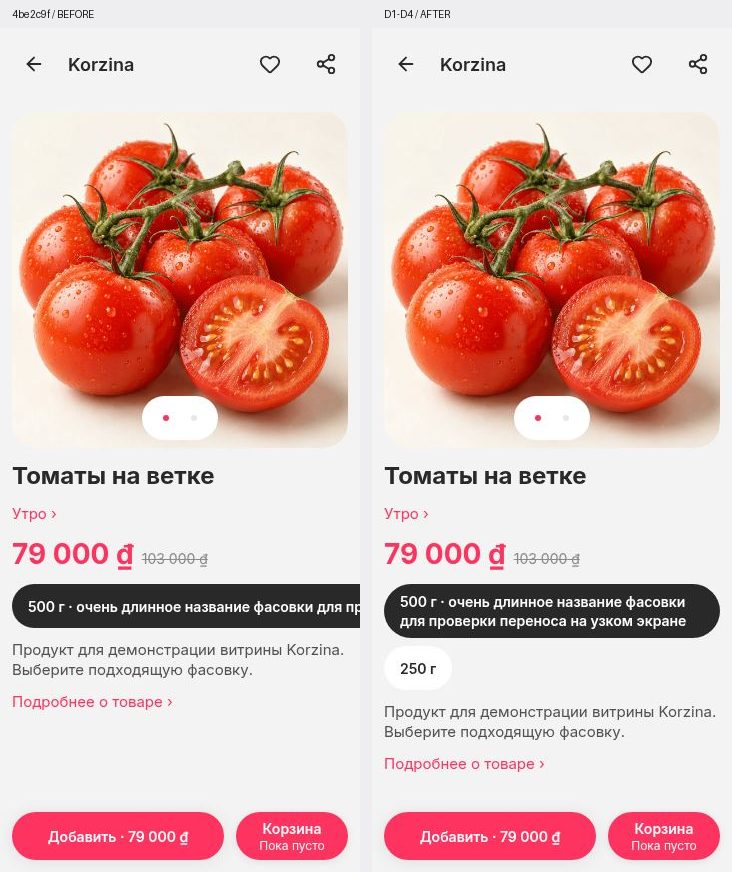 4be2c9f / BEFORE
Korzina
Томаты на ветке
Утро ›
79 000 ₫ 103 000 ₫
500 г · очень длинное название фасовки для пр
Продукт для демонстрации витрины Korzina.
Выберите подходящую фасовку.
Подробнее о товаре ›
Добавить · 79 000 ₫
Корзина
Пока пусто
D1-D4 / AFTER
Korzina
Томаты на ветке
Утро ›
79 000 ₫ 103 000 ₫
500 г · очень длинное название фасовки
для проверки переноса на узком экране
250 г
Продукт для демонстрации витрины Korzina.
Выберите подходящую фасовку.
Подробнее о товаре ›
Добавить · 79 000 ₫
Корзина
Пока пусто